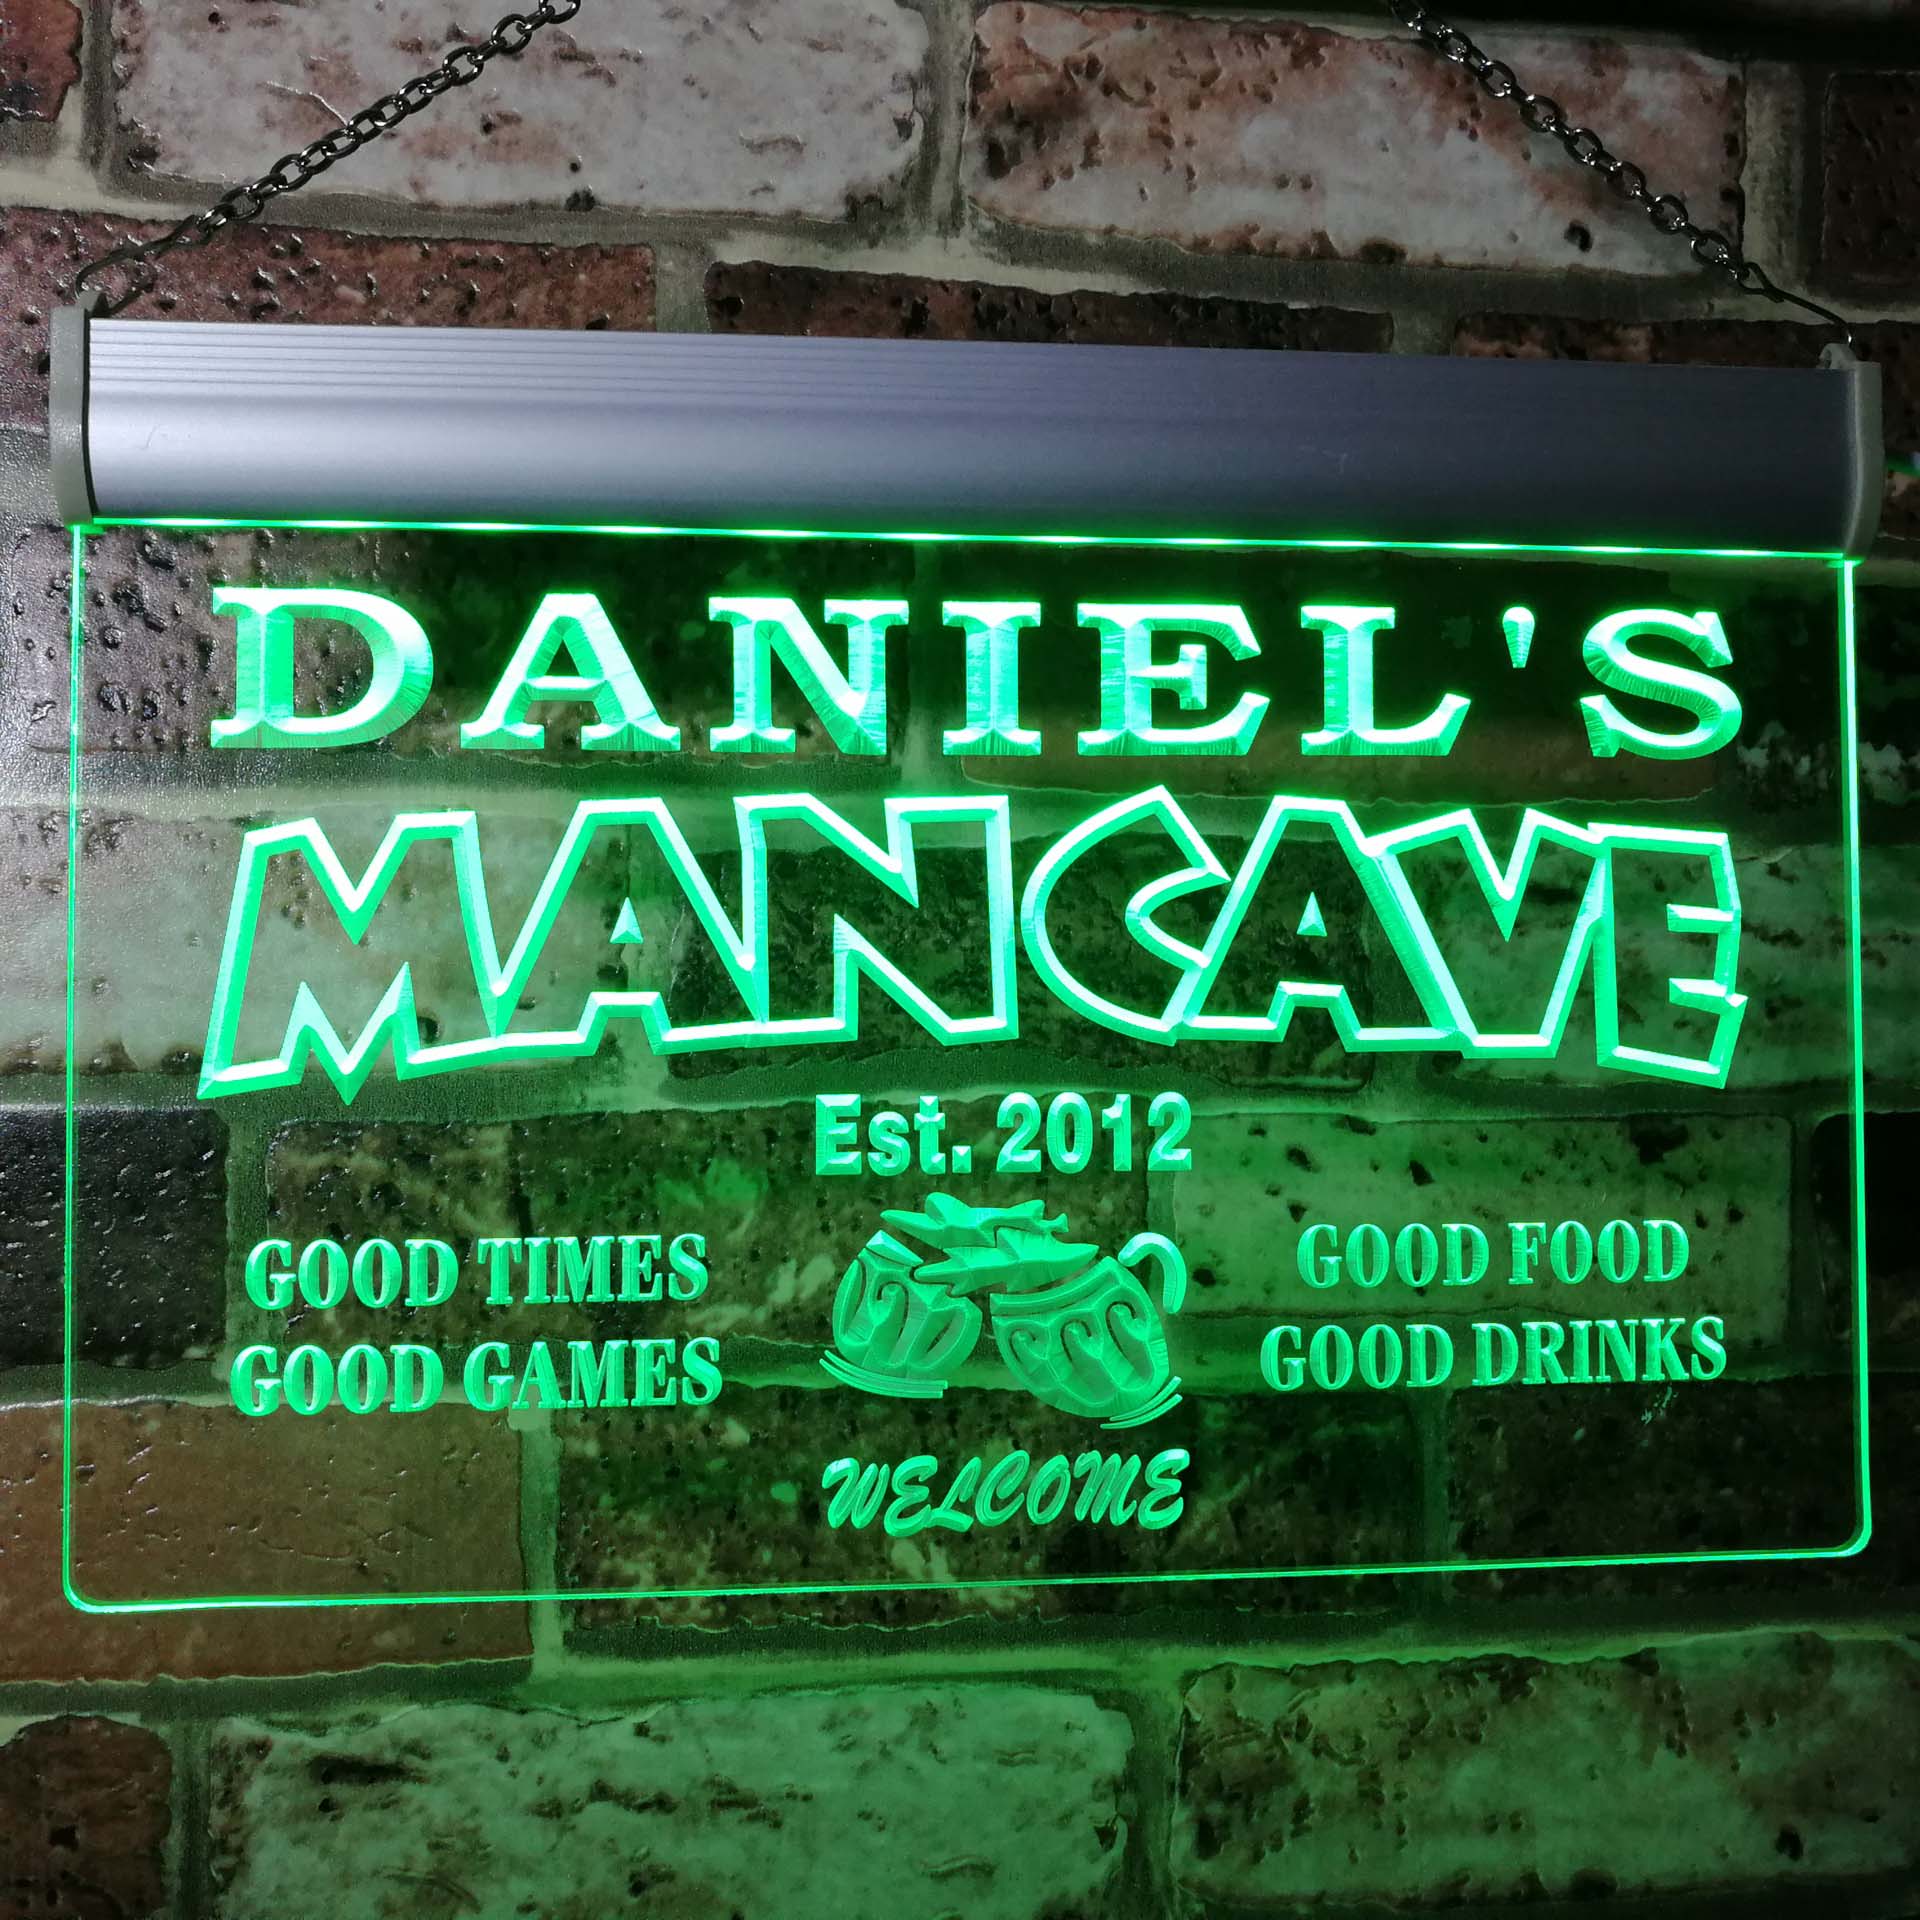 DANIEL'S
MANCAVE
Est. 2012
GOOD TIMES
GOOD GAMES
GOOD FOOD
GOOD DRINKS
WELCOME